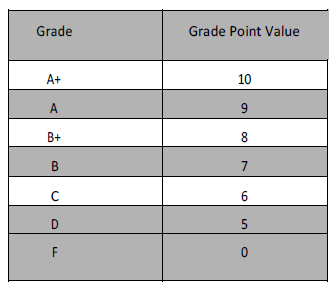 Grade Grade Point Value
A+ 10
A 9
B+ 8
B 7
C 6
D 5
F 0